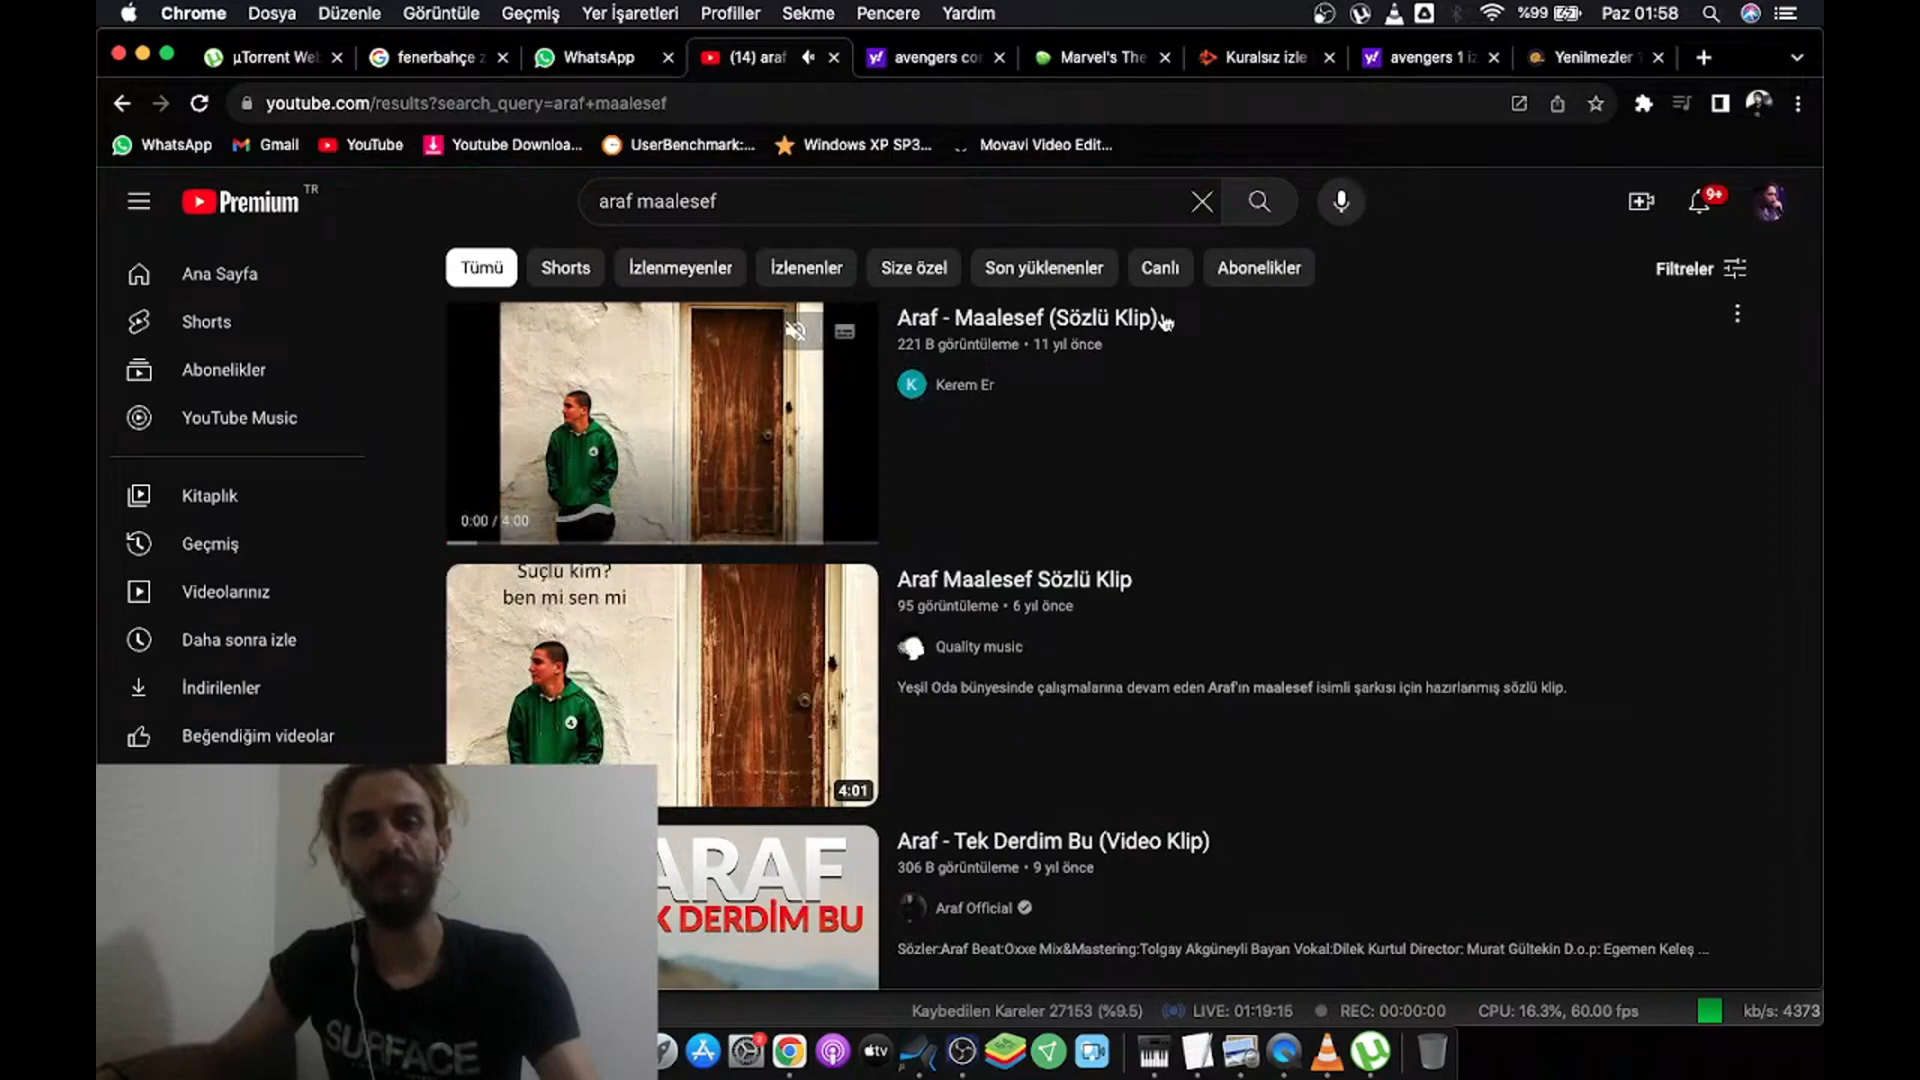 Chrome Dosya Düzenle Görüntüle Geçmiş Yer İşaretleri Profiller Sekme Pencere Yardım %99 Paz 01:58
µTorrent Web fenerbahçe z WhatsApp (14) araf avengers cor Marvel's The Kuralsız izle avengers 1 iz Yenilmezler
youtube.com/results?search_query=araf+maalesef
WhatsApp Gmail YouTube Youtube Downloa... UserBenchmark:... Windows XP SP3... Movavi Video Edit...
Premium TR
araf maalesef
9+
Tümü Shorts İzlenmeyenler İzlenenler Size özel Son yüklenenler Canlı Abonelikler Filtreler
Ana Sayfa
Shorts
Abonelikler
YouTube Music
Kitaplık
Geçmiş
Videolarınız
Daha sonra izle
İndirilenler
Beğendiğim videolar
0:00 / 4:00
Araf - Maalesef (Sözlü Klip)
221 B görüntüleme • 11 yıl önce
K Kerem Er
Suçlu kim?
ben mi sen mi
4:01
Araf Maalesef Sözlü Klip
95 görüntüleme • 6 yıl önce
Quality music
Yeşil Oda bünyesinde çalışmalarına devam eden Araf'ın maalesef isimli şarkısı için hazırlanmış sözlü klip.
ARAF
K DERDİM BU
Araf - Tek Derdim Bu (Video Klip)
306 B görüntüleme • 9 yıl önce
Araf Official
Sözler:Araf Beat:Oxxe Mix&Mastering:Tolgay Akgüneyli Bayan Vokal:Dilek Kurtul Director: Murat Gültekin D.o.p: Egemen Keleş ...
SURFACE
Kaybedilen Kareler 27153 (%9.5) LIVE: 01:19:15 REC: 00:00:00 CPU: 16.3%, 60.00 fps kb/s: 4373
tv